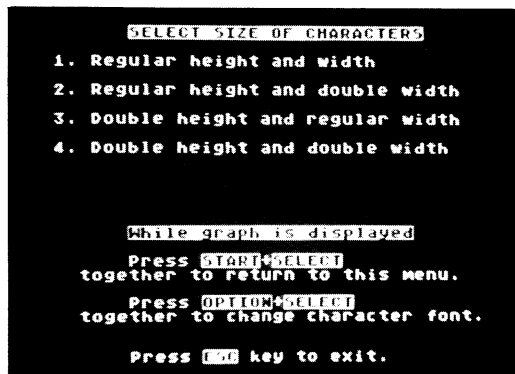 SELECT SIZE OF CHARACTERS
1. Regular height and width
2. Regular height and double width
3. Double height and regular width
4. Double height and double width
While graph is displayed
Press START+SELECT
together to return to this menu.
Press OPTION+SELECT
together to change character font.
Press ESC key to exit.